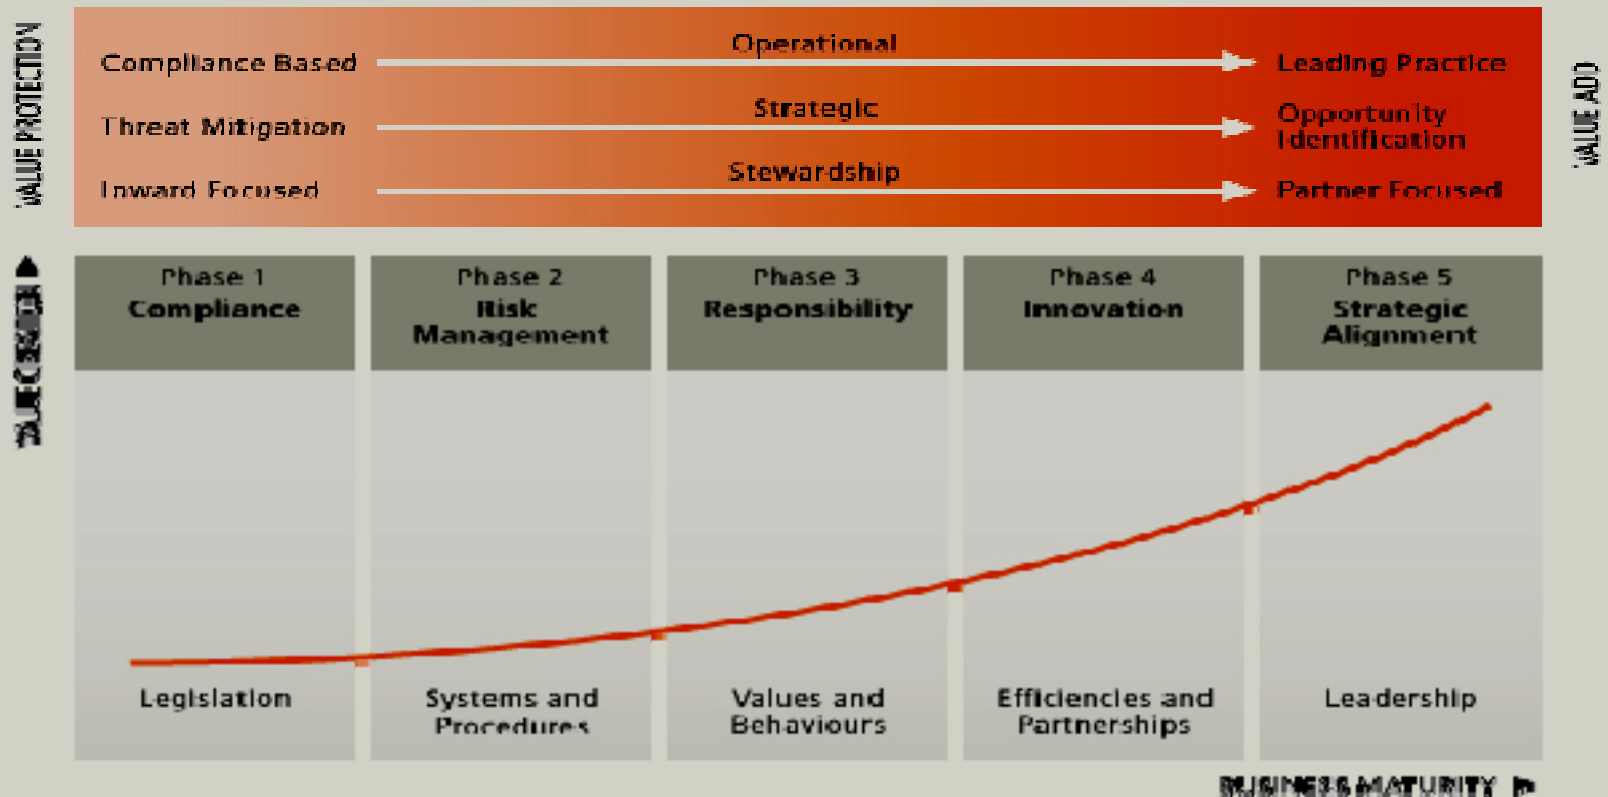 VALUE PROTECTION
Operational
Compliance Based
Leading Practice
Strategic
Threat Mitigation
Opportunity
Identification
Stewardship
Inward Focused
Partner Focused
VALUE ADD
Phase 1
Compliance
Phase 2
Risk
Management
Phase 3
Responsibility
Phase 4
Innovation
Phase 5
Strategic
Alignment
Legislation
Systems and
Procedures
Values and
Behaviours
Efficiencies and
Partnerships
Leadership
BUSINESS MATURITY